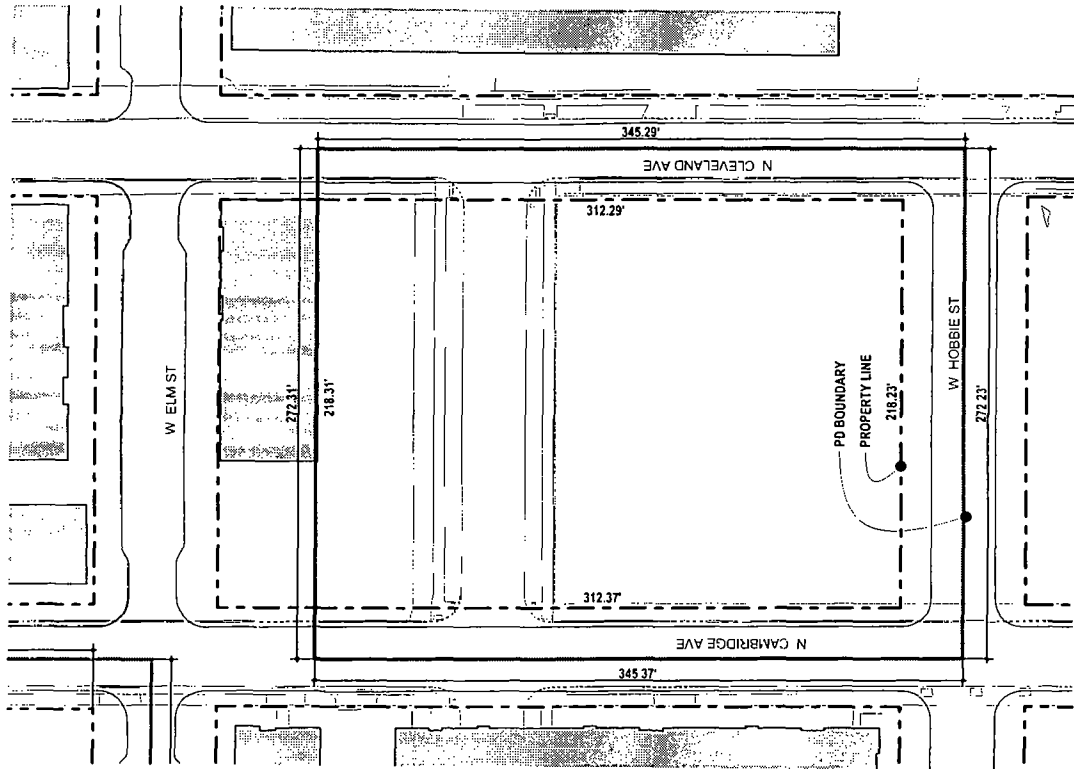 345.29'
N CLEVELAND AVE
312.29'
W ELM ST
272.31'
218.31'
PD BOUNDARY
PROPERTY LINE
218.23'
W HOBBIE ST
272 23'
312.37'
N CAMBRIDGE AVE
345 37'